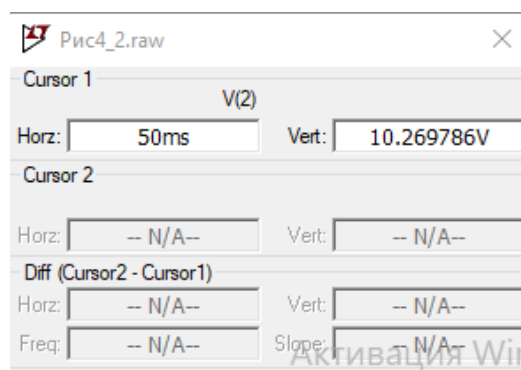 Рис4_2.raw
Cursor 1
V(2)
Horz: 50ms Vert: 10.269786V
Cursor 2
Horz: -- N/A-- Vert: -- N/A--
Diff (Cursor2 - Cursor1)
Horz: -- N/A-- Vert: -- N/A--
Freq: -- N/A-- Slope: -- N/A--
Активация Win